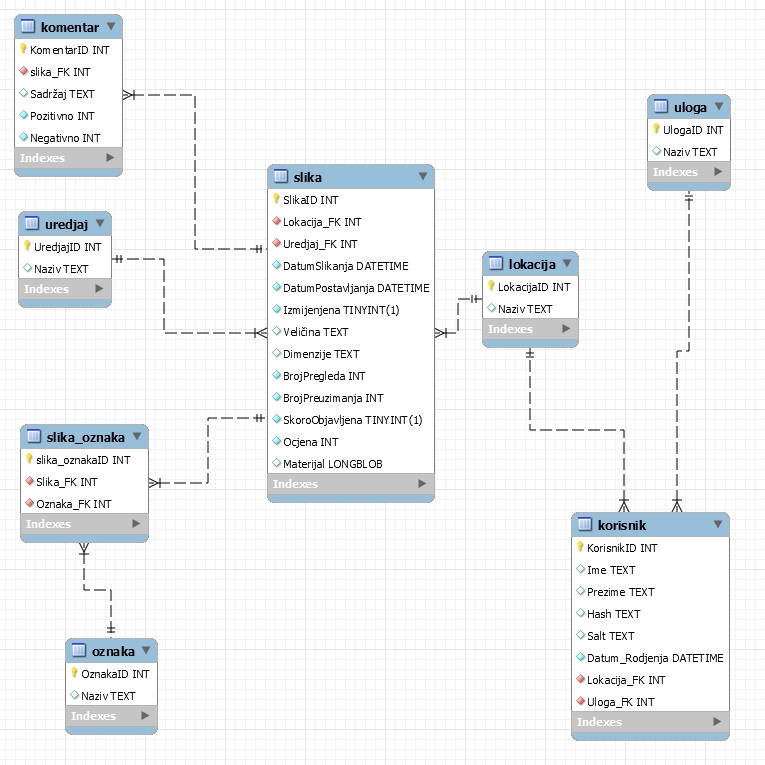 komentar
KomentarID INT
slika_FK INT
Sadržaj TEXT
Pozitivno INT
Negativno INT
Indexes
uredjaj
UredjajID INT
Naziv TEXT
Indexes
slika_oznaka
slika_oznakaID INT
Slika_FK INT
Oznaka_FK INT
Indexes
oznaka
OznakaID INT
Naziv TEXT
Indexes
slika
SlikaID INT
Lokacija_FK INT
Uredjaj_FK INT
DatumSlikanja DATETIME
DatumPostavljanja DATETIME
Izmijenjena TINYINT(1)
Veličina TEXT
Dimenzije TEXT
BrojPregleda INT
BrojPreuzimanja INT
SkoroObjavljena TINYINT(1)
Ocjena INT
Materijal LONGBLOB
Indexes
lokacija
LokacijaID INT
Naziv TEXT
Indexes
uloga
UlogaID INT
Naziv TEXT
Indexes
korisnik
KorisnikID INT
Ime TEXT
Prezime TEXT
Hash TEXT
Salt TEXT
Datum_Rodjenja DATETIME
Lokacija_FK INT
Uloga_FK INT
Indexes